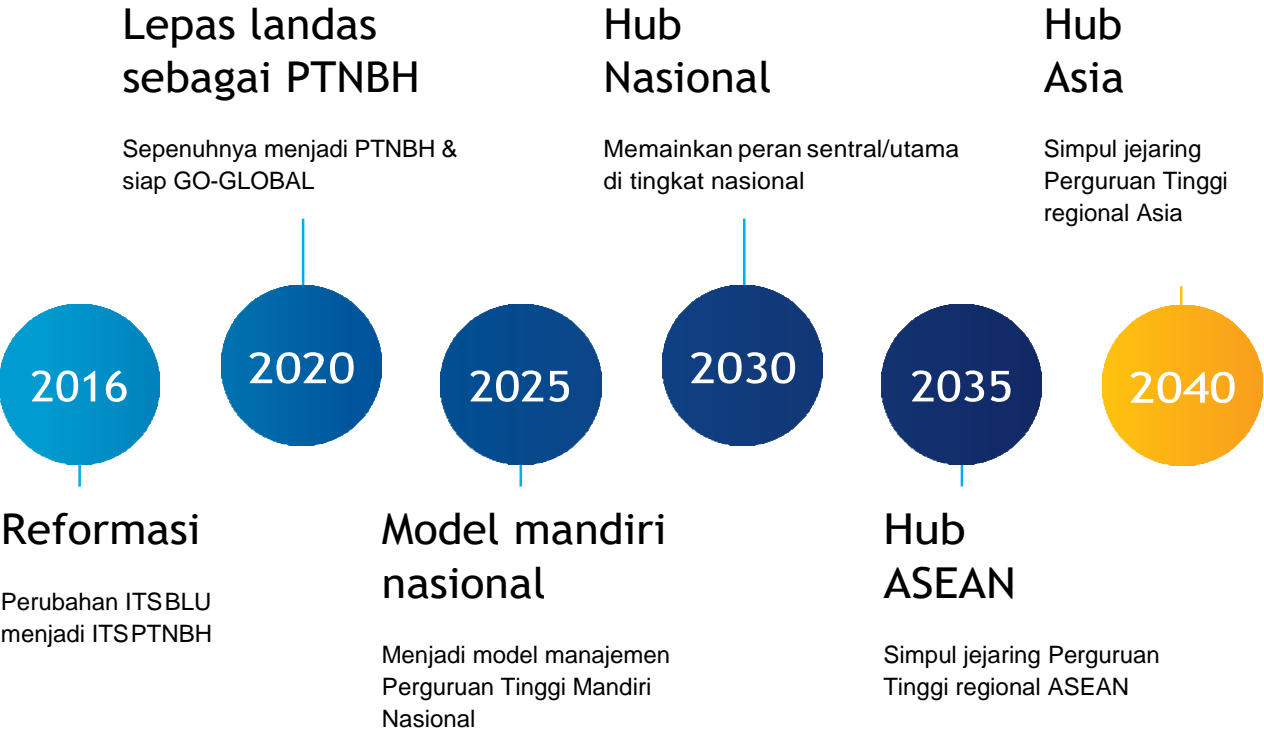 Lepas landas
sebagai PTNBH
Sepenuhnya menjadi PTNBH &
siap GO-GLOBAL
Hub
Nasional
Memainkan peran sentral/utama
di tingkat nasional
Hub
Asia
Simpul jejaring
Perguruan Tinggi
regional Asia
2016
2020
2025
2030
2035
2040
Reformasi
Perubahan ITS BLU
menjadi ITS PTNBH
Model mandiri
nasional
Menjadi model manajemen
Perguruan Tinggi Mandiri
Nasional
Hub
ASEAN
Simpul jejaring Perguruan
Tinggi regional ASEAN